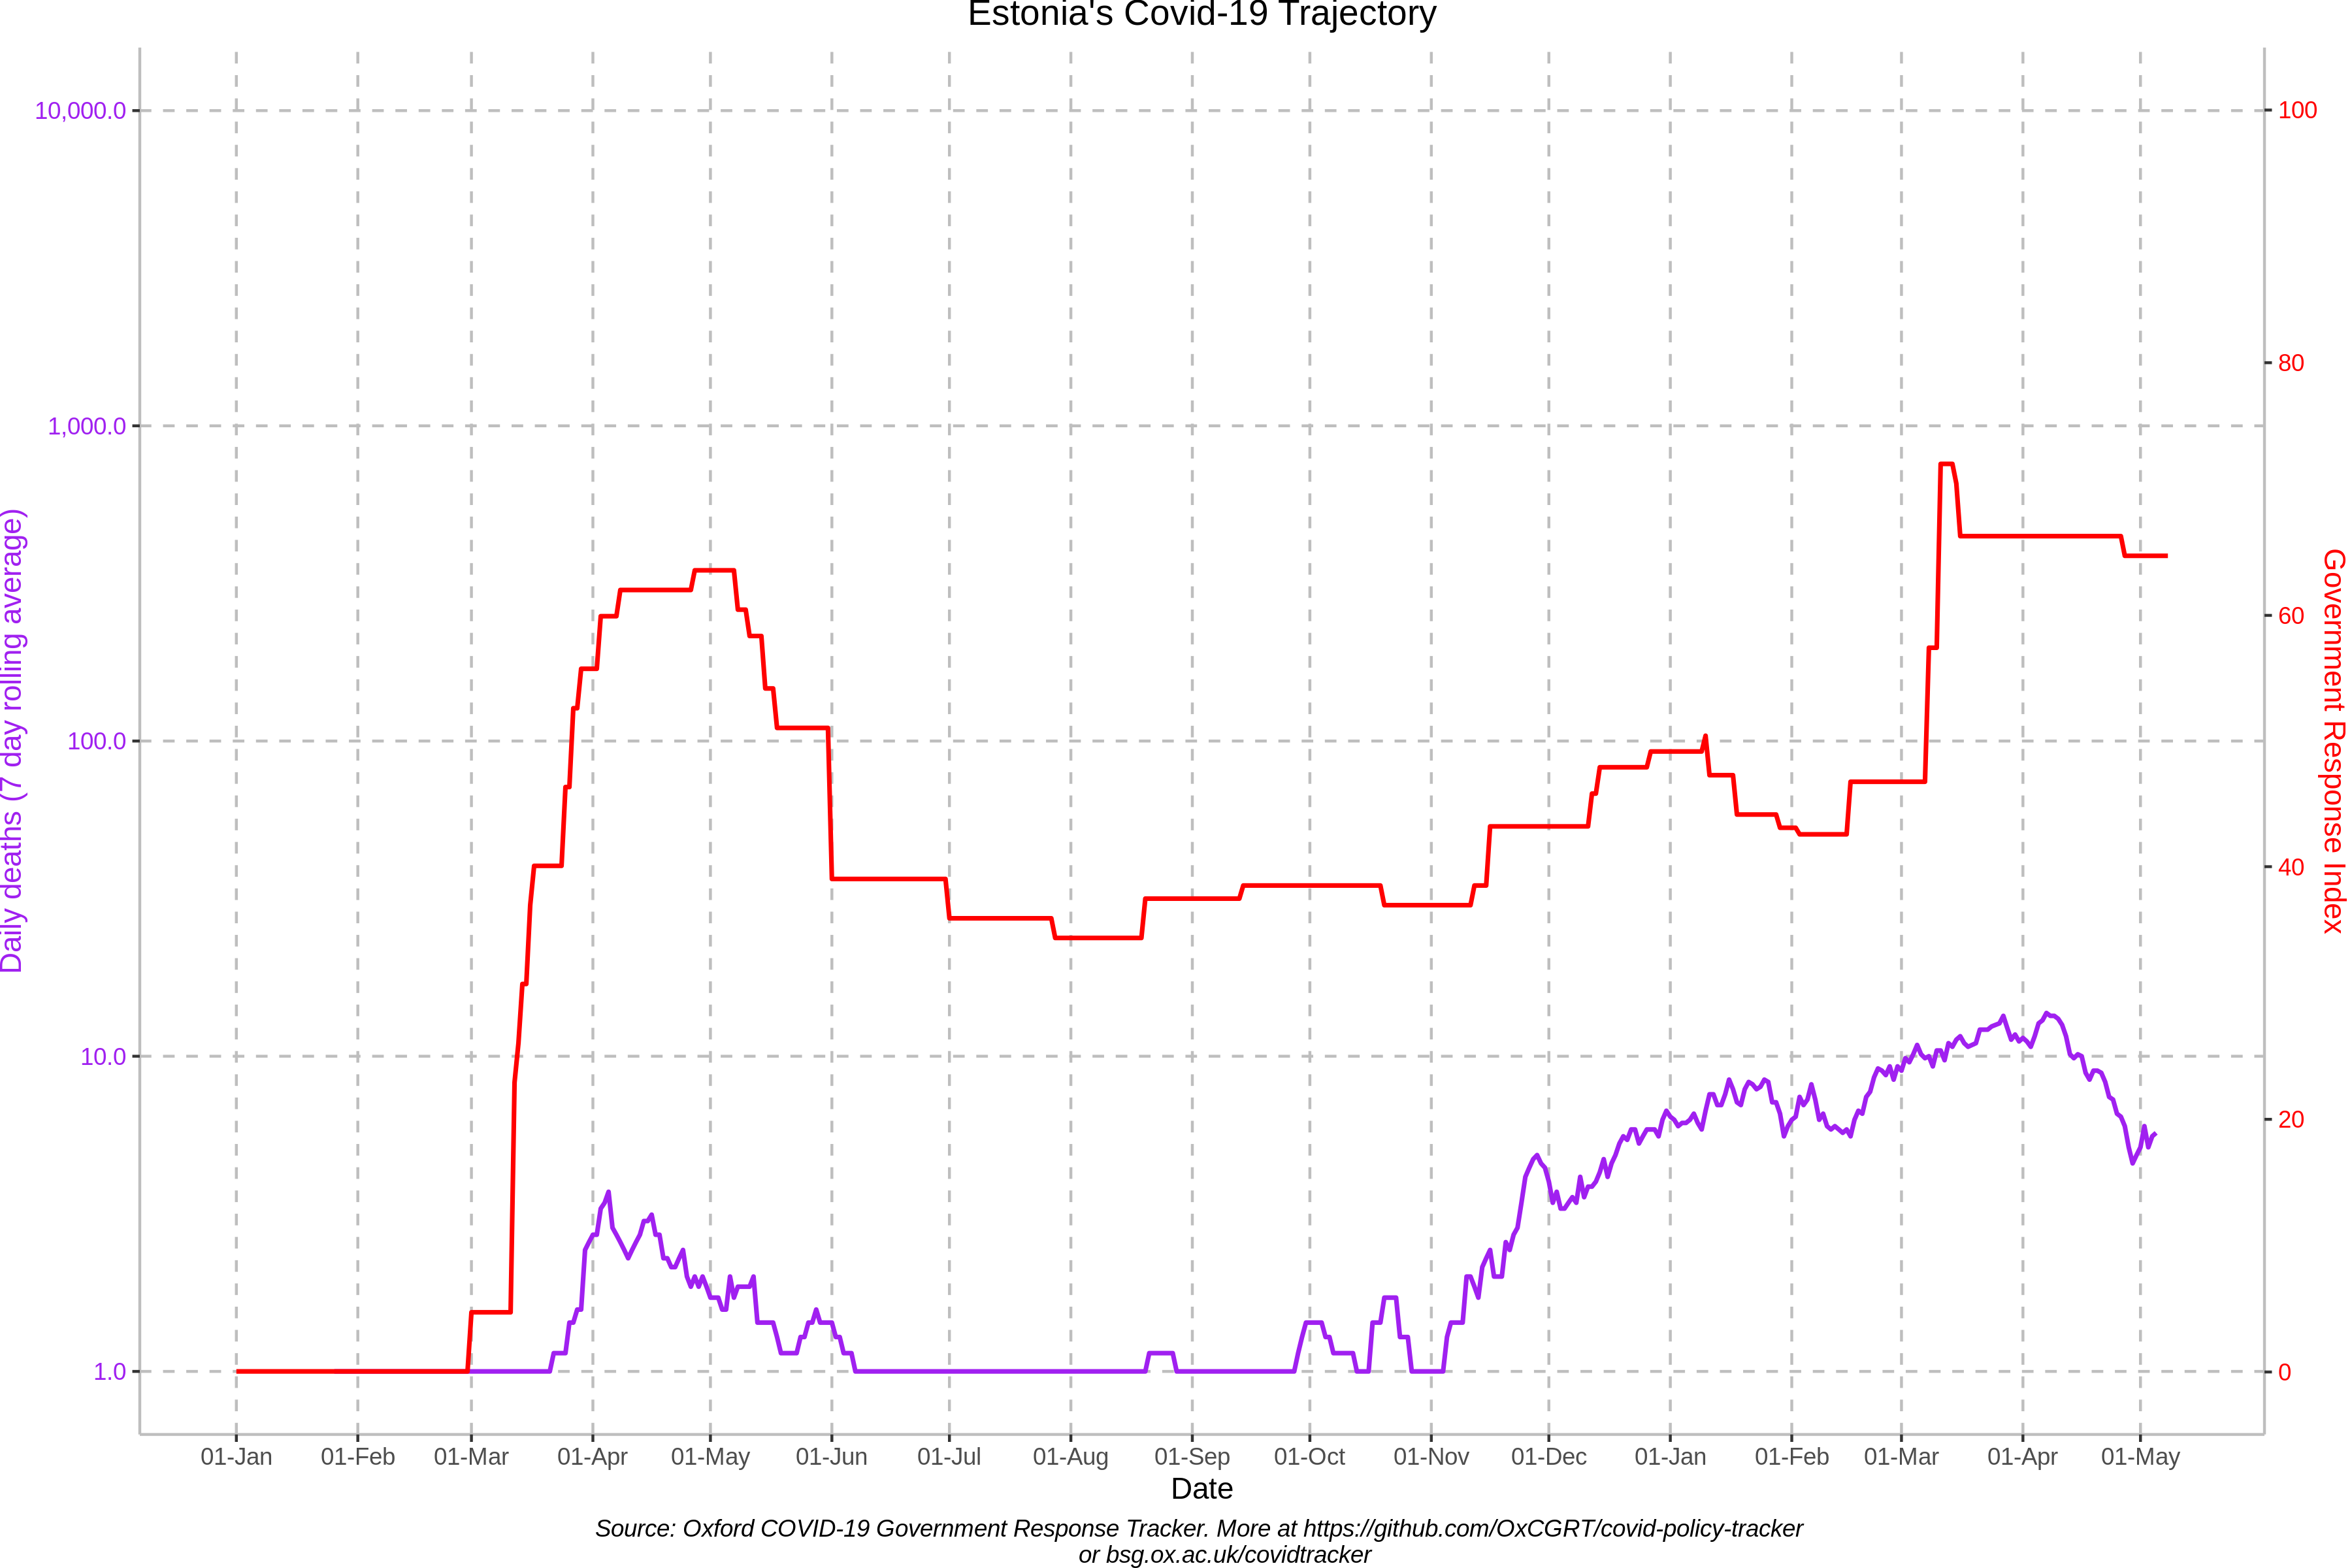 Estonia's Covid-19 Trajectory
10,000.0
1,000.0
100.0
10.0
1.0
Daily deaths (7 day rolling average)
100
80
60
40
20
0
Government Response Index
01-Jan 01-Feb 01-Mar 01-Apr 01-May 01-Jun 01-Jul 01-Aug 01-Sep 01-Oct 01-Nov 01-Dec 01-Jan 01-Feb 01-Mar 01-Apr 01-May
Date
Source: Oxford COVID-19 Government Response Tracker. More at https://github.com/OxCGRT/covid-policy-tracker
or bsg.ox.ac.uk/covidtracker